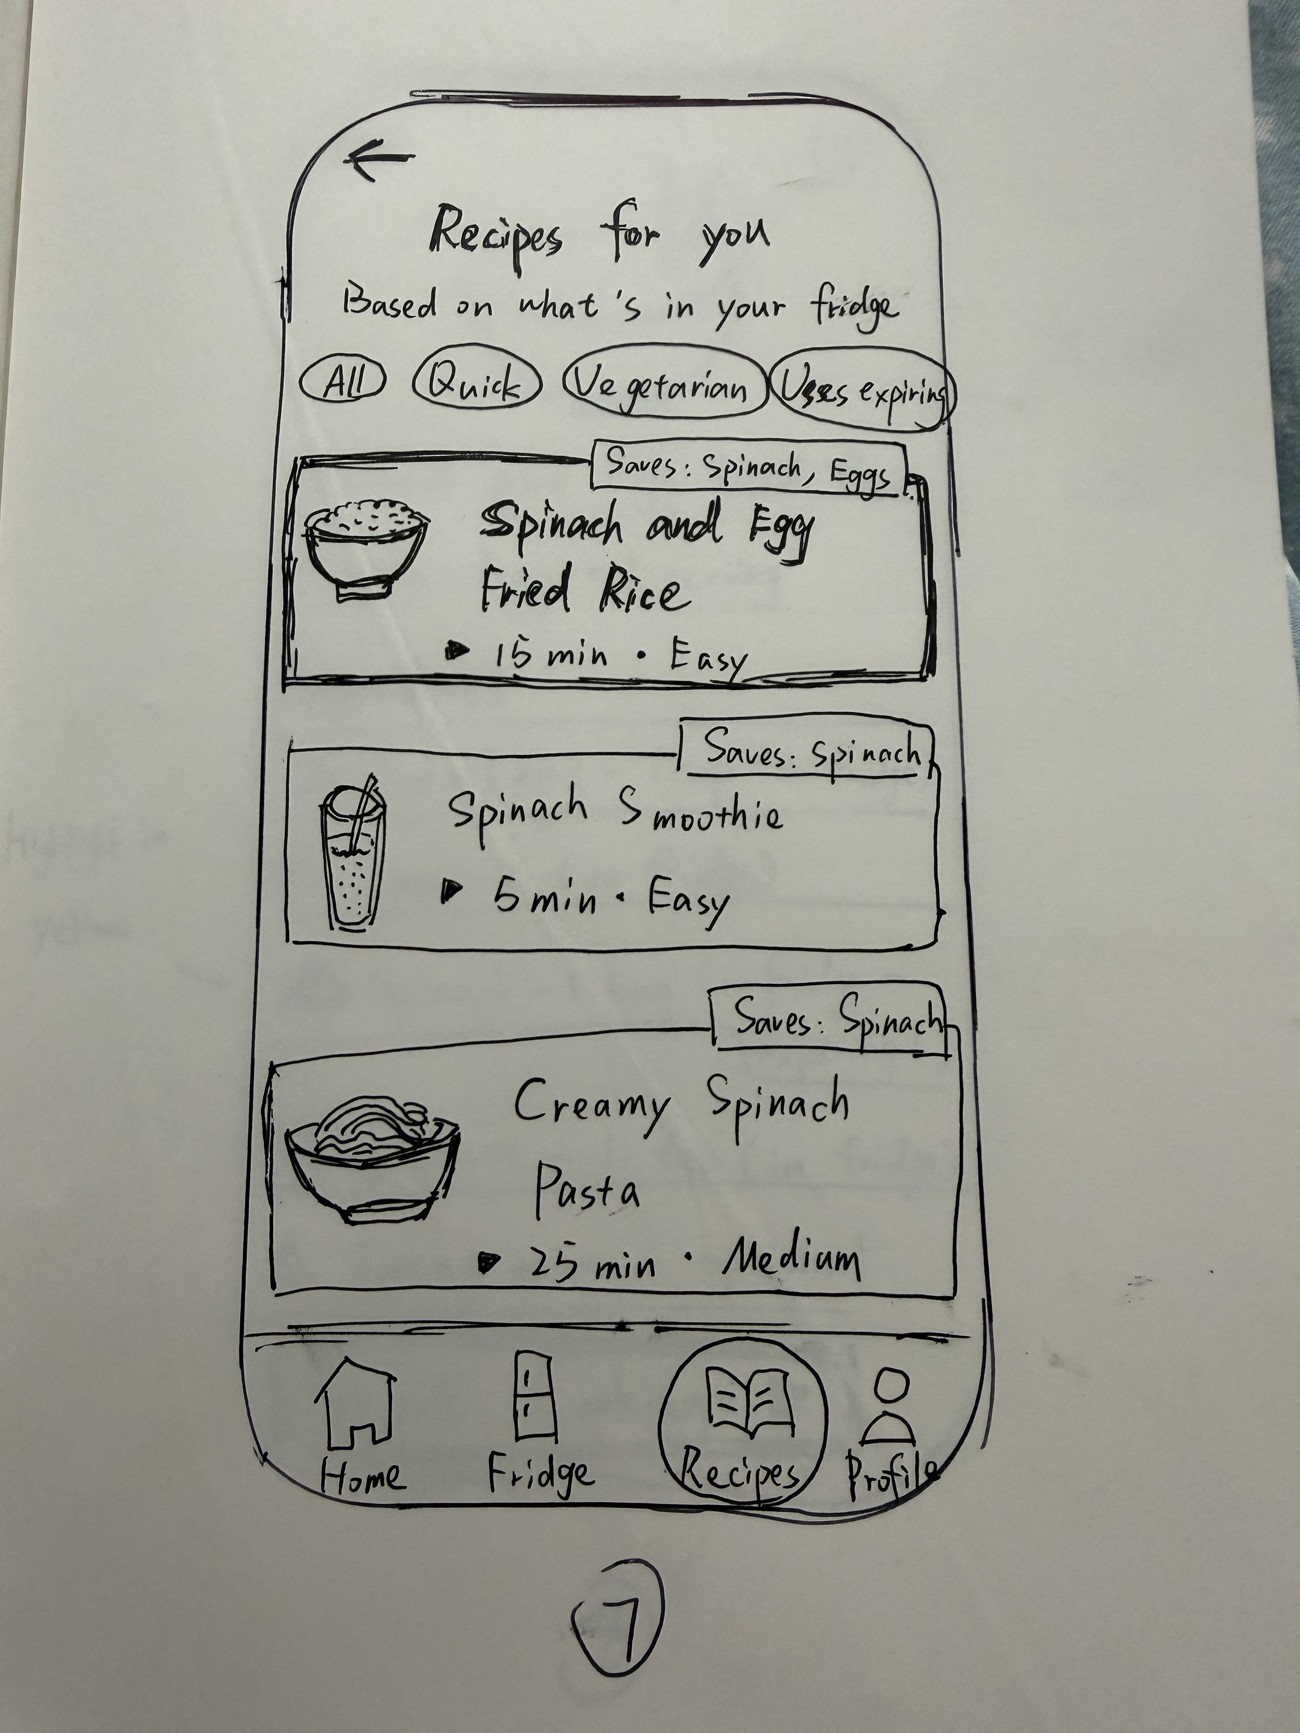 Recipes for you
Based on what's in your fridge
All Quick Vegetarian Uses expiring
Saves: Spinach, Eggs
Spinach and Egg
Fried Rice
15 min • Easy
Saves: Spinach
Spinach Smoothie
5 min • Easy
Saves: Spinach
Creamy Spinach
Pasta
25 min • Medium
Home Fridge Recipes Profile
7